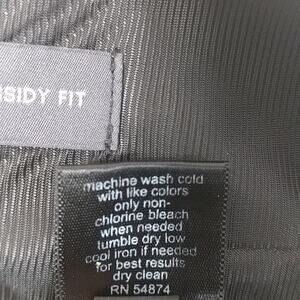 SSIDY FIT
machine wash cold
with like colors
only non-
chlorine bleach
when needed
tumble dry low
cool iron if needed
for best results
dry clean
RN 54874